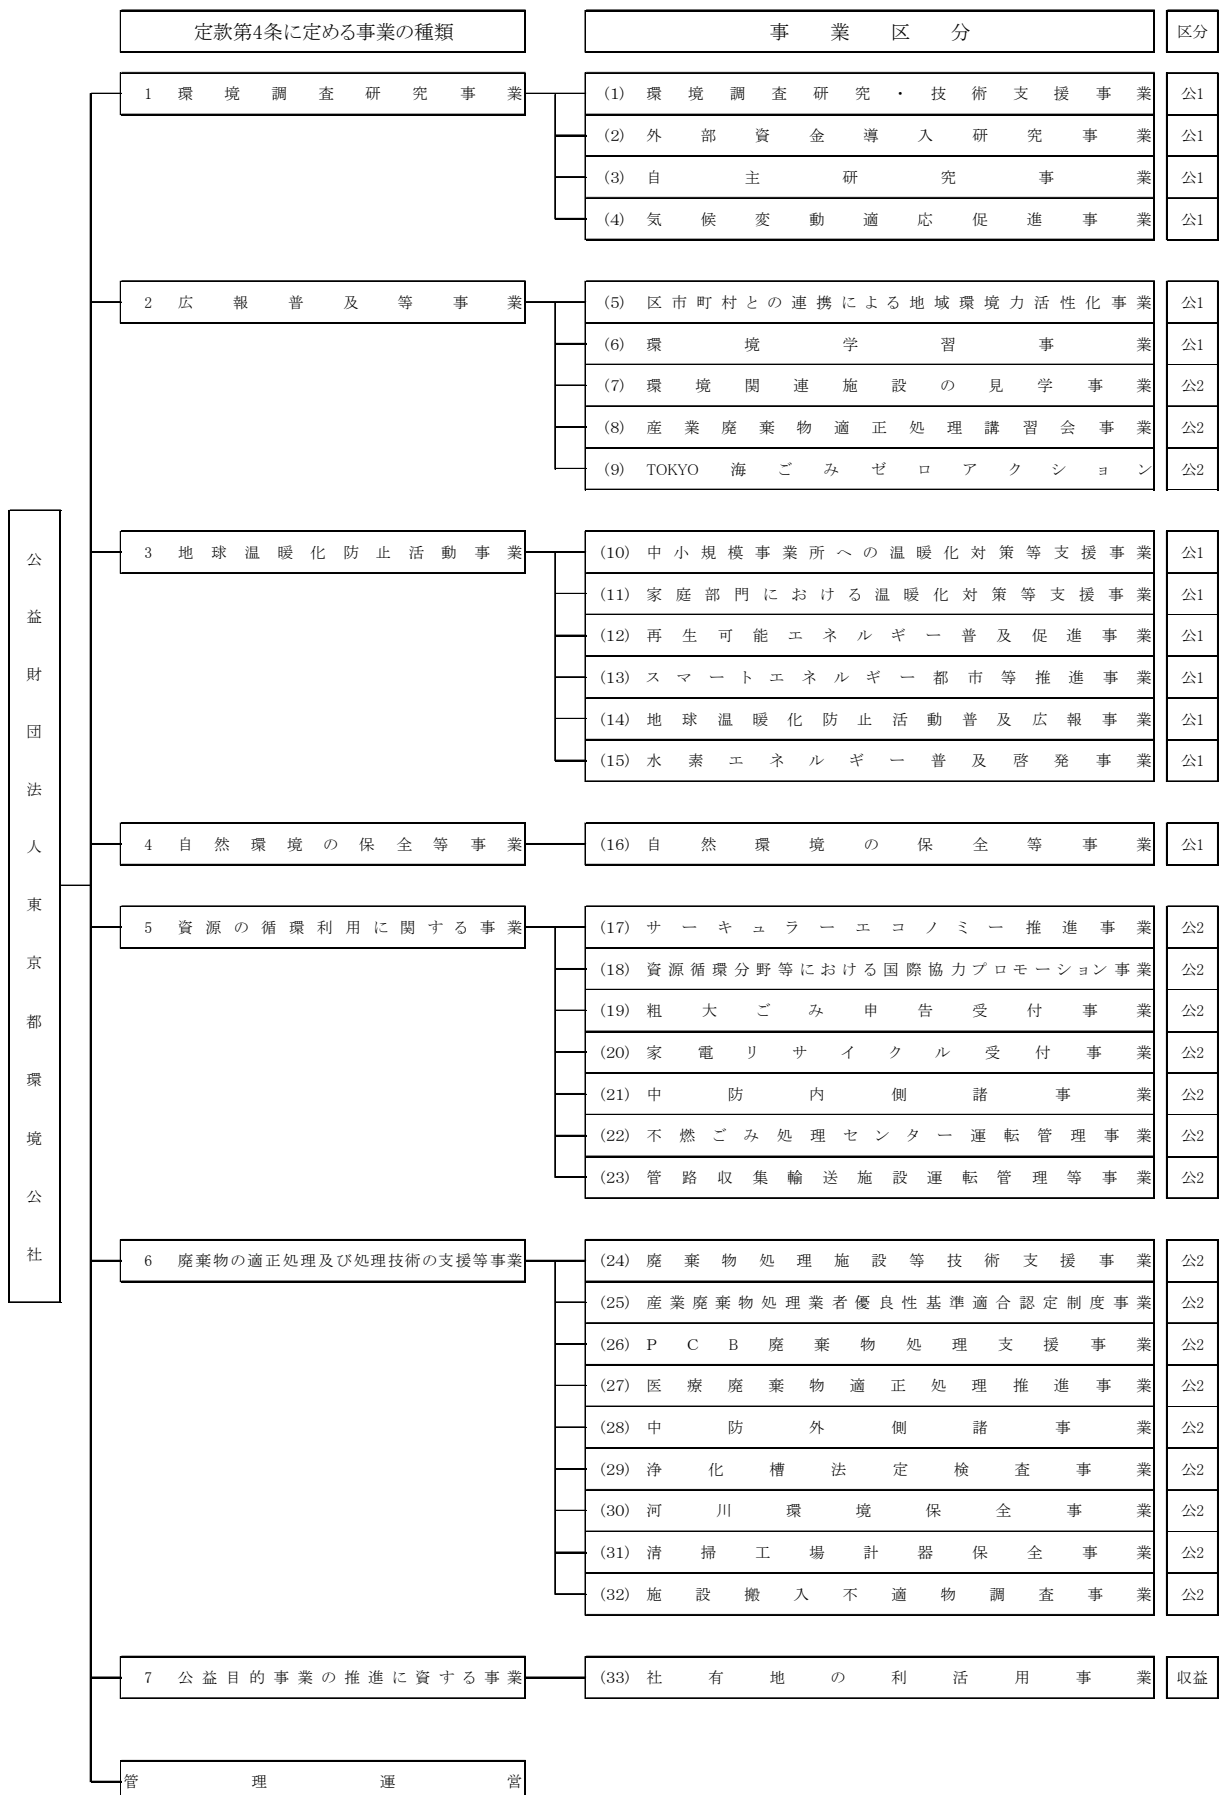 定款第4条に定める事業の種類 事業区分 区分
1 環境調査研究事業 (1) 環境調査研究・技術支援事業 公1
(2) 外部資金導入研究事業 公1
(3) 自主研究事業 公1
(4) 気候変動適応促進事業 公1
2 広報普及等事業 (5) 区市町村との連携による地域環境力活性化事業 公1
(6) 環境学習事業 公1
(7) 環境関連施設の見学事業 公2
(8) 産業廃棄物適正処理講習会事業 公2
(9) TOKYO 海ごみゼロアクション 公2
公益財団法人東京都環境公社
3 地球温暖化防止活動事業 (10) 中小規模事業所への温暖化対策等支援事業 公1
(11) 家庭部門における温暖化対策等支援事業 公1
(12) 再生可能エネルギー普及促進事業 公1
(13) スマートエネルギー都市等推進事業 公1
(14) 地球温暖化防止活動普及広報事業 公1
(15) 水素エネルギー普及啓発事業 公1
4 自然環境の保全等事業 (16) 自然環境の保全等事業 公1
5 資源の循環利用に関する事業 (17) サーキュラーエコノミー推進事業 公2
(18) 資源循環分野等における国際協力プロモーション事業 公2
(19) 粗大ごみ申告受付事業 公2
(20) 家電リサイクル受付事業 公2
(21) 中防内側諸事業 公2
(22) 不燃ごみ処理センター運転管理事業 公2
(23) 管路収集輸送施設運転管理等事業 公2
6 廃棄物の適正処理及び処理技術の支援等事業 (24) 廃棄物処理施設等技術支援事業 公2
(25) 産業廃棄物処理業者優良性基準適合認定制度事業 公2
(26) PCB廃棄物処理支援事業 公2
(27) 医療廃棄物適正処理推進事業 公2
(28) 中防外側諸事業 公2
(29) 浄化槽法定検査事業 公2
(30) 河川環境保全事業 公2
(31) 清掃工場計器保全事業 公2
(32) 施設搬入不適物調査事業 公2
7 公益目的事業の推進に資する事業 (33) 社有地の利活用事業 収益
管理運営